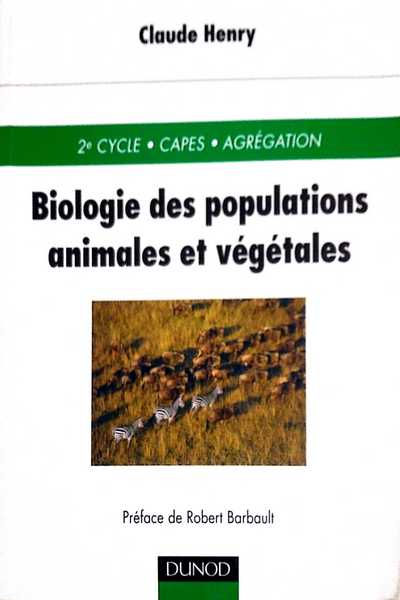 Claude Henry
2e CYCLE • CAPES • AGRÉGATION
Biologie des populations
animales et végétales
Préface de Robert Barbault
DUNOD